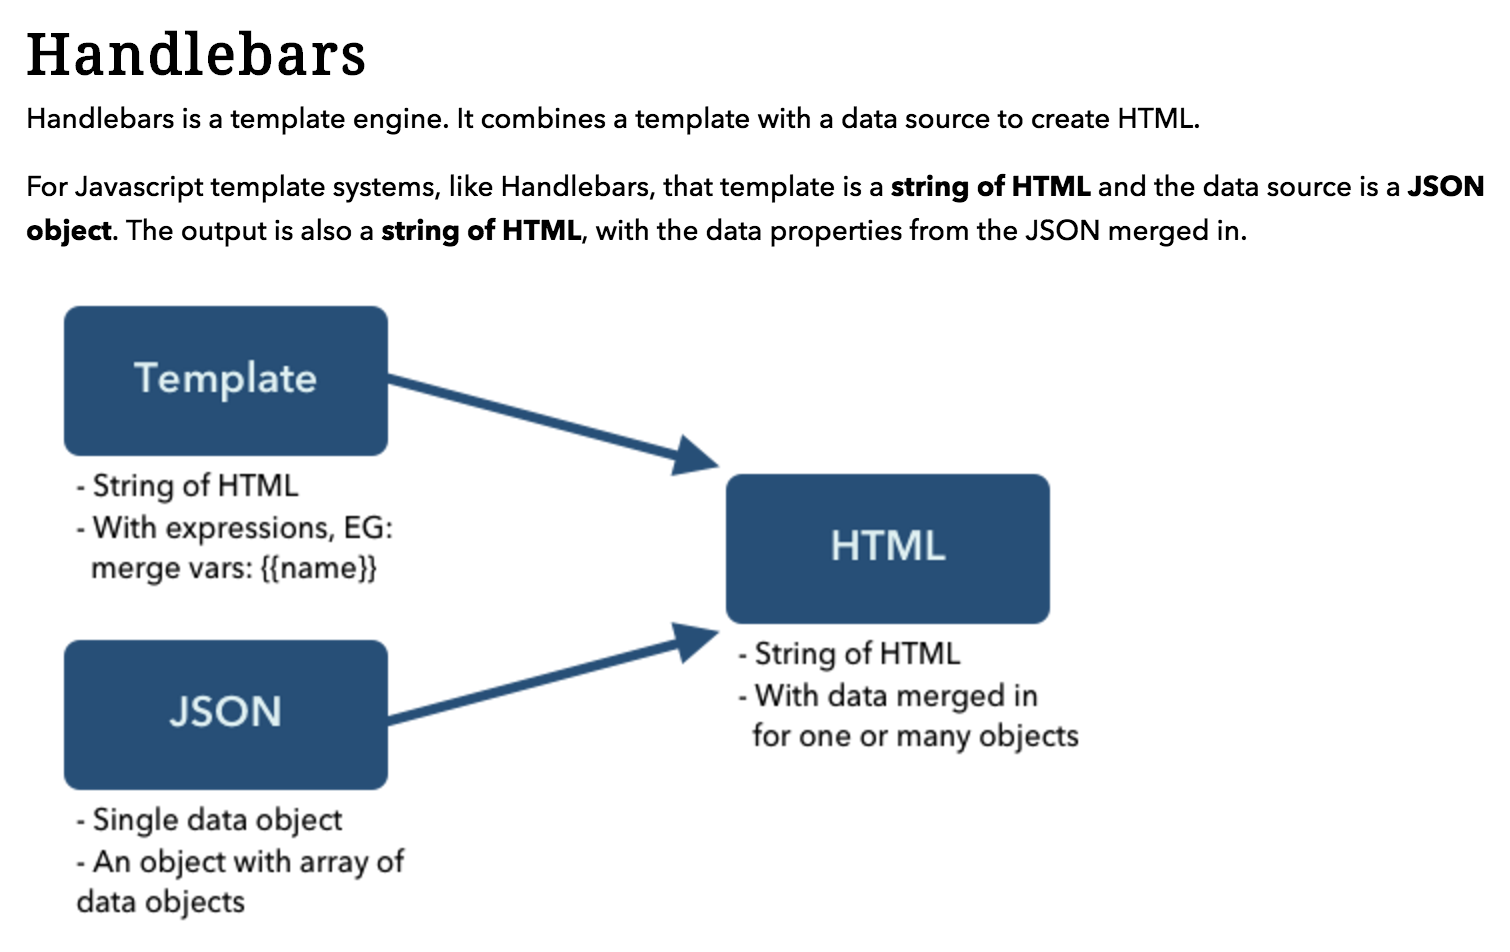 Handlebars
Handlebars is a template engine. It combines a template with a data source to create HTML.
For Javascript template systems, like Handlebars, that template is a string of HTML and the data source is a JSON
object. The output is also a string of HTML, with the data properties from the JSON merged in.
Template
- String of HTML
- With expressions, EG:
merge vars: {{name}}
JSON
- Single data object
- An object with array of
data objects
HTML
- String of HTML
- With data merged in
for one or many objects